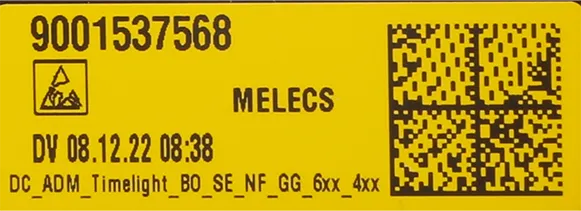 9001537568
MELECS
DV 08.12.22 08:38
DC_ADM_Timelight_BO_SE_NF_GG_6xx_4xx